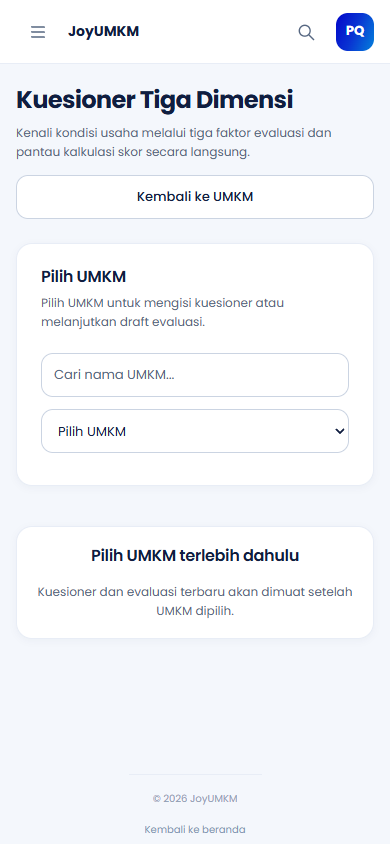 JoyUMKM
PQ
Kuesioner Tiga Dimensi
Kenali kondisi usaha melalui tiga faktor evaluasi dan
pantau kalkulasi skor secara langsung.
Kembali ke UMKM
Pilih UMKM
Pilih UMKM untuk mengisi kuesioner atau
melanjutkan draft evaluasi.
Cari nama UMKM...
Pilih UMKM
Pilih UMKM terlebih dahulu
Kuesioner dan evaluasi terbaru akan dimuat setelah
UMKM dipilih.
© 2026 JoyUMKM
Kembali ke beranda